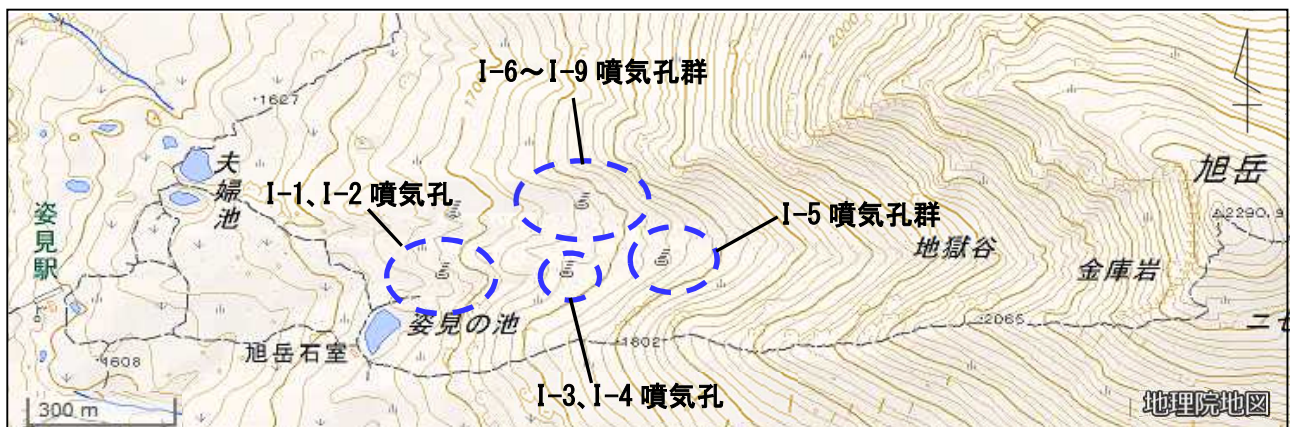 I-6～I-9 噴気孔群
2000
1700
・1627
夫婦池
I-1、I-2 噴気孔
I-5 噴気孔群
旭岳
2290.9
姿見駅
地獄谷
金庫岩
姿見の池
・2065
二セ
旭岳石室
・1802
・1608
I-3、I-4 噴気孔
300 m
地理院地図